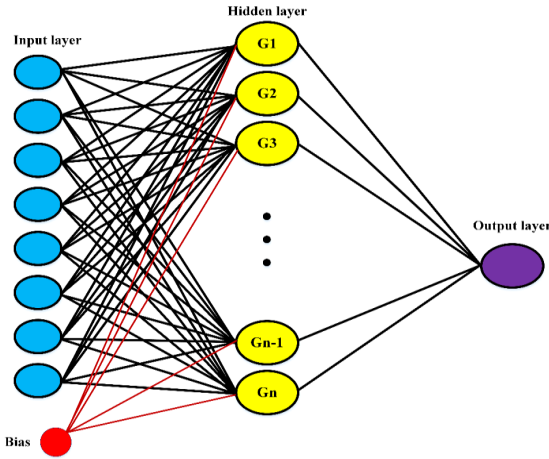 Hidden layer
Input layer
G1
G2
G3
Output layer
Gn-1
Gn
Bias